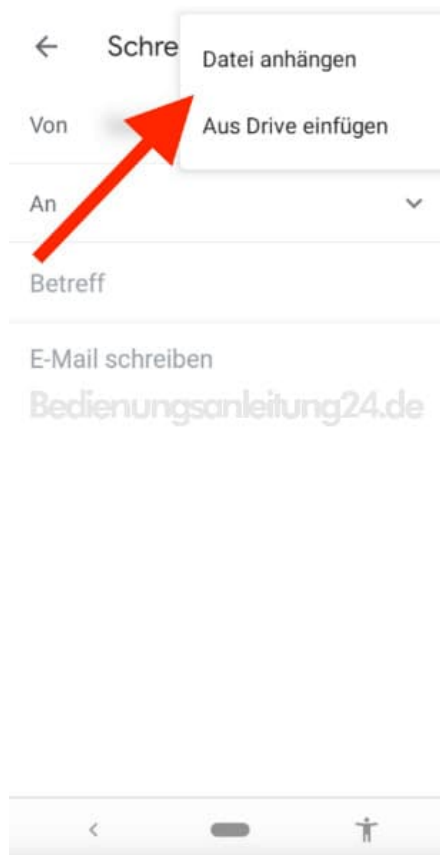 Schre
Datei anhängen
Aus Drive einfügen
Von
An
Betreff
E-Mail schreiben
Bedienungsanleitung24.de